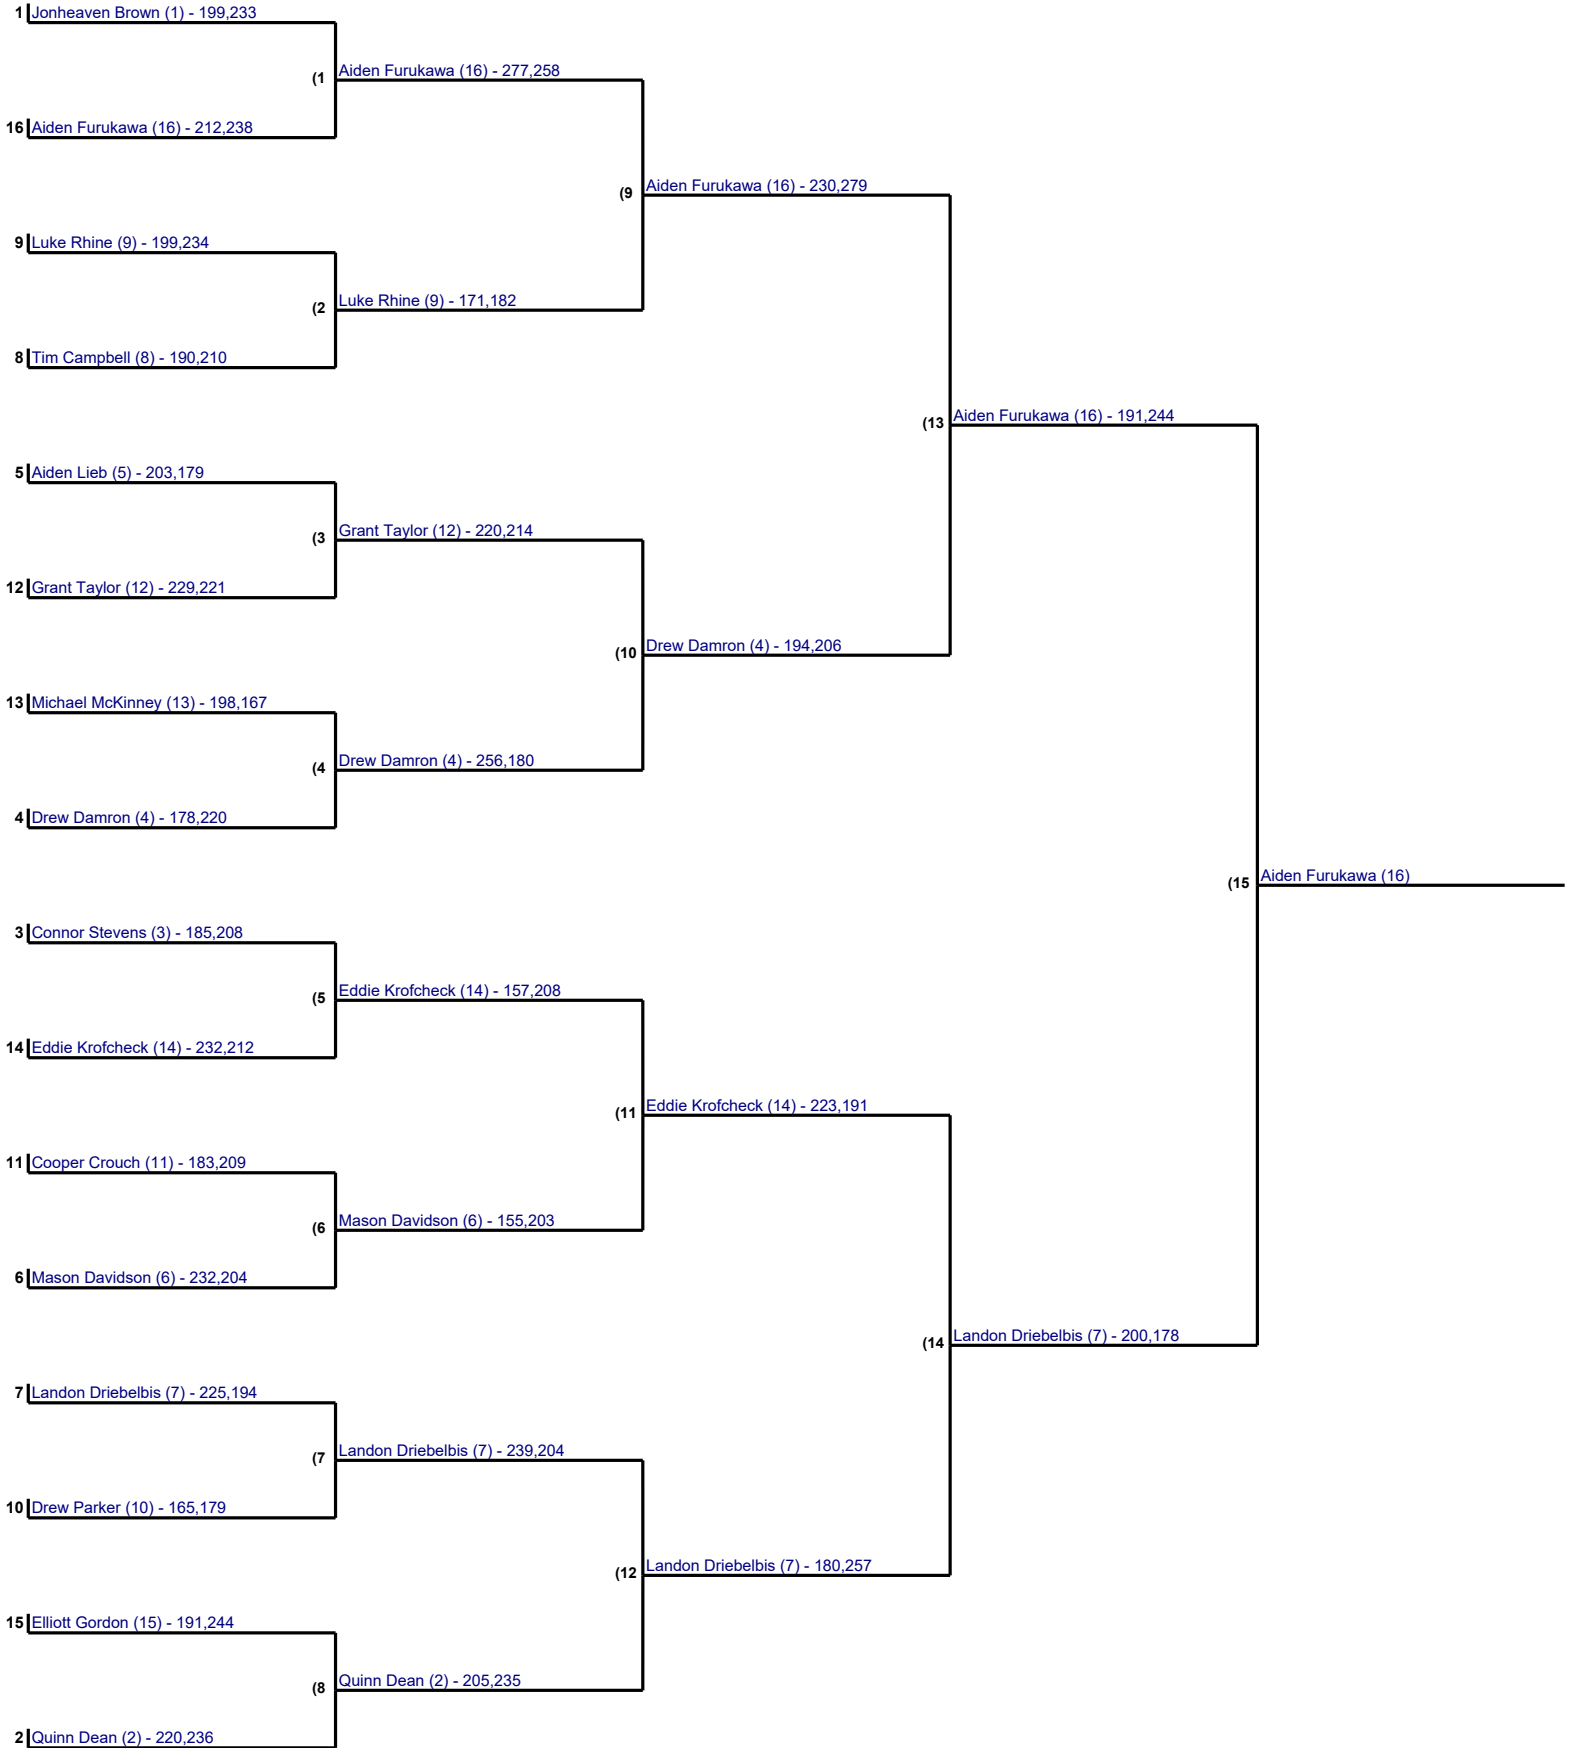 1 Jonheaven Brown (1) - 199,233
(1 Aiden Furukawa (16) - 277,258
16 Aiden Furukawa (16) - 212,238
(9 Aiden Furukawa (16) - 230,279
9 Luke Rhine (9) - 199,234
(2 Luke Rhine (9) - 171,182
8 Tim Campbell (8) - 190,210
(13 Aiden Furukawa (16) - 191,244
5 Aiden Lieb (5) - 203,179
(3 Grant Taylor (12) - 220,214
12 Grant Taylor (12) - 229,221
(10 Drew Damron (4) - 194,206
13 Michael McKinney (13) - 198,167
(4 Drew Damron (4) - 256,180
4 Drew Damron (4) - 178,220
(15 Aiden Furukawa (16)
3 Connor Stevens (3) - 185,208
(5 Eddie Krofcheck (14) - 157,208
14 Eddie Krofcheck (14) - 232,212
(11 Eddie Krofcheck (14) - 223,191
11 Cooper Crouch (11) - 183,209
(6 Mason Davidson (6) - 155,203
6 Mason Davidson (6) - 232,204
(14 Landon Driebelbis (7) - 200,178
7 Landon Driebelbis (7) - 225,194
(7 Landon Driebelbis (7) - 239,204
10 Drew Parker (10) - 165,179
(12 Landon Driebelbis (7) - 180,257
15 Elliott Gordon (15) - 191,244
(8 Quinn Dean (2) - 205,235
2 Quinn Dean (2) - 220,236